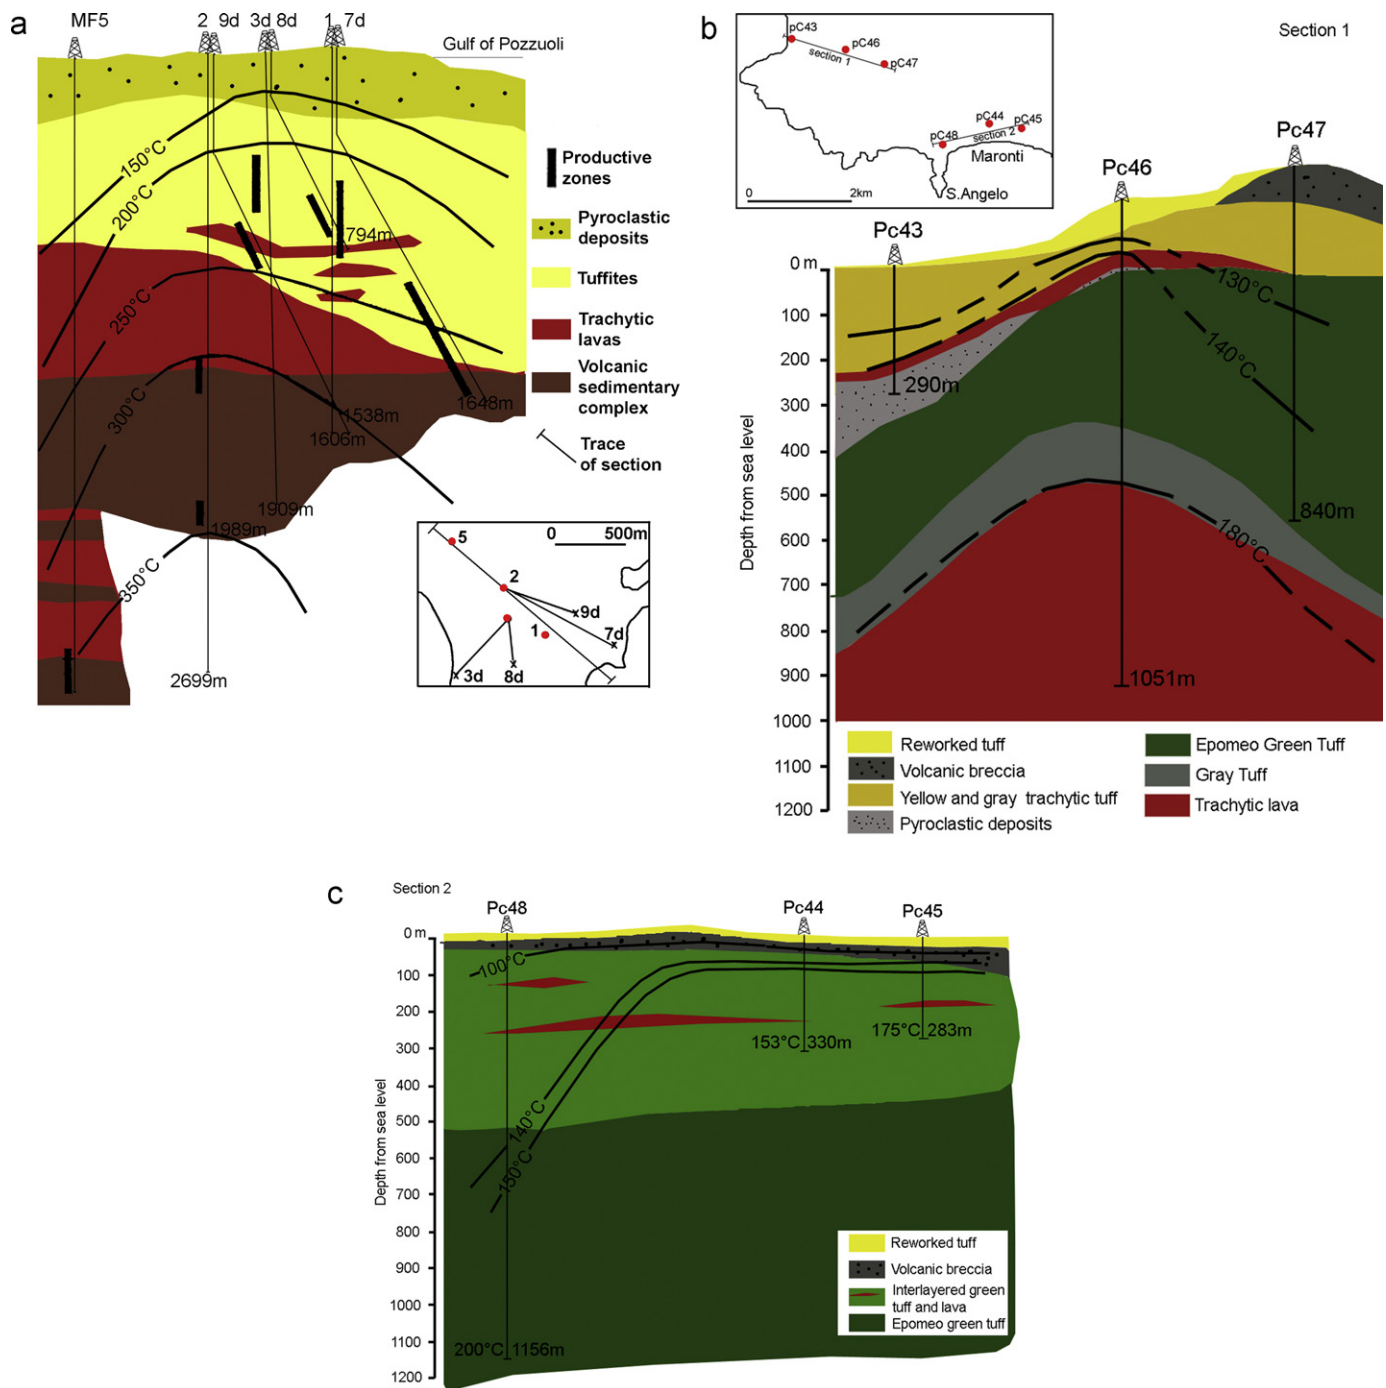 a
MF5
2 9d
3d 8d
1 7d
Gulf of Pozzuoli
150°C
200°C
250°C
300°C
350°C
794m
1648m
1538m
1606m
1909m
1989m
2699m
Productive
zones
Pyroclastic
deposits
Tuffites
Trachytic
lavas
Volcanic
sedimentary
complex
Trace
of section
0 500m
5
2
9d
1
7d
3d
8d
b
Section 1
pC43
pC46
section 1
pC47
pC44
pC45
pC48
section 2
Maronti
S.Angelo
0 2km
Pc43
Pc46
Pc47
Depth from sea level
0 m
100
200
300
400
500
600
700
800
900
1000
1100
1200
130°C
140°C
180°C
290m
840m
1051m
Reworked tuff
Volcanic breccia
Yellow and gray trachytic tuff
Pyroclastic deposits
Epomeo Green Tuff
Gray Tuff
Trachytic lava
c
Section 2
Pc48
Pc44
Pc45
Depth from sea level
0 m
100
200
300
400
500
600
700
800
900
1000
1100
1200
100°C
140°C
150°C
153°C 330m
175°C 283m
200°C 1156m
Reworked tuff
Volcanic breccia
Interlayered green
tuff and lava
Epomeo green tuff